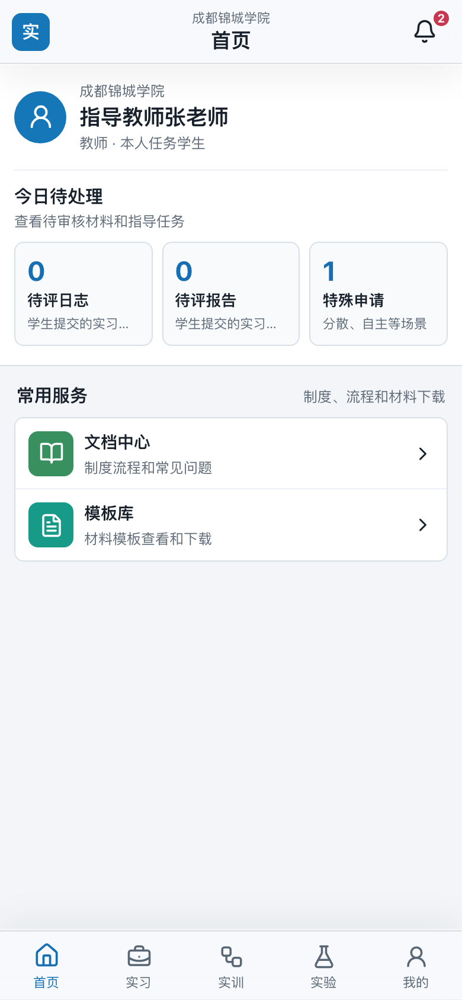 实
成都锦城学院
首页
2
成都锦城学院
指导教师张老师
教师 · 本人任务学生
今日待处理
查看待审核材料和指导任务
0
待评日志
学生提交的实习...
0
待评报告
学生提交的实习...
1
特殊申请
分散、自主等场景
常用服务
制度、流程和材料下载
文档中心
制度流程和常见问题
模板库
材料模板查看和下载
首页
实习
实训
实验
我的